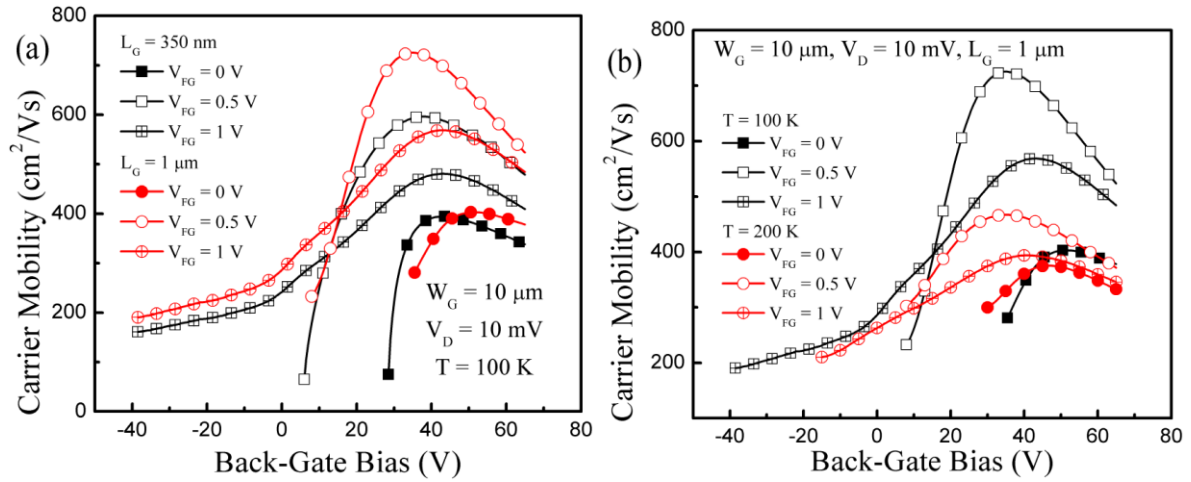 (a)
L_G = 350 nm
V_FG = 0 V
V_FG = 0.5 V
V_FG = 1 V
L_G = 1 μm
V_FG = 0 V
V_FG = 0.5 V
V_FG = 1 V
W_G = 10 μm
V_D = 10 mV
T = 100 K
Carrier Mobility (cm²/Vs)
800
600
400
200
0
-40 -20 0 20 40 60 80
Back-Gate Bias (V)
(b)
W_G = 10 μm, V_D = 10 mV, L_G = 1 μm
T = 100 K
V_FG = 0 V
V_FG = 0.5 V
V_FG = 1 V
T = 200 K
V_FG = 0 V
V_FG = 0.5 V
V_FG = 1 V
Carrier Mobility (cm²/Vs)
800
600
400
200
-40 -20 0 20 40 60 80
Back-Gate Bias (V)